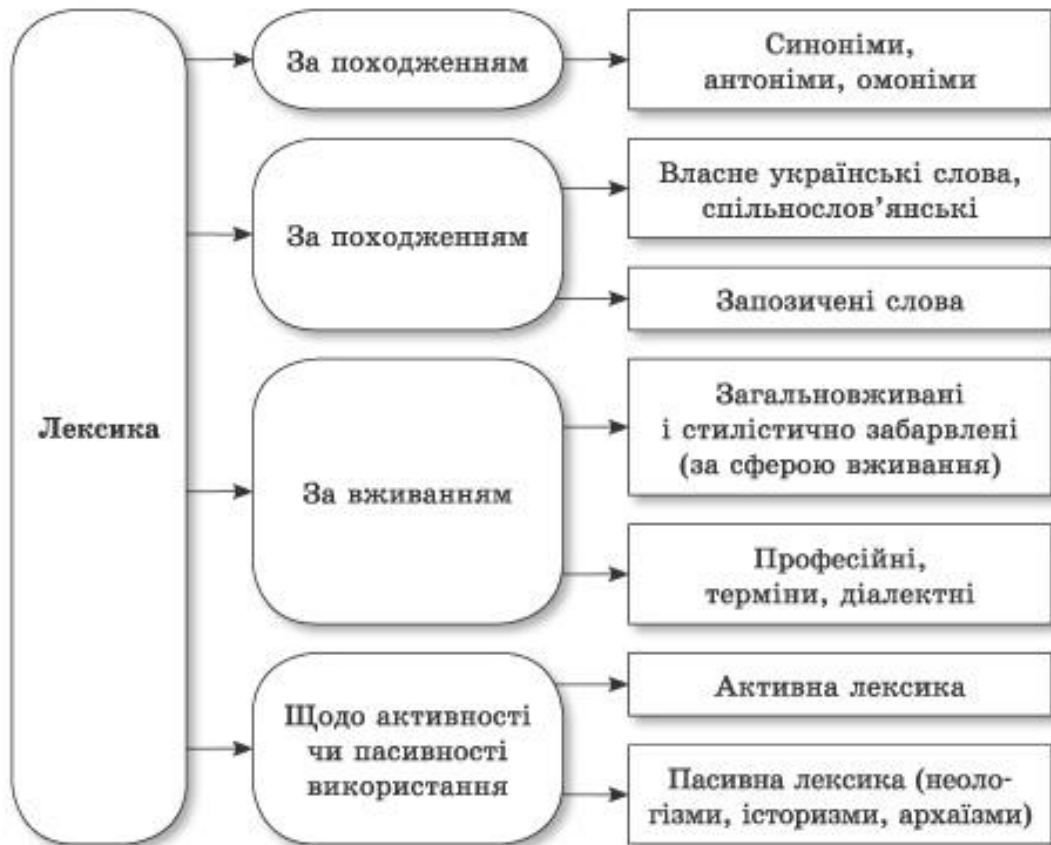 Лексика
За походженням
Синоніми,
антоніми, омоніми
За походженням
Власне українські слова,
спільнослов’янські
Запозичені слова
За вживанням
Загальновживані
і стилістично забарвлені
(за сферою вживання)
Професійні,
терміни, діалектні
Щодо активності
чи пасивності
використання
Активна лексика
Пасивна лексика (неоло-
гізми, історизми, архаїзми)